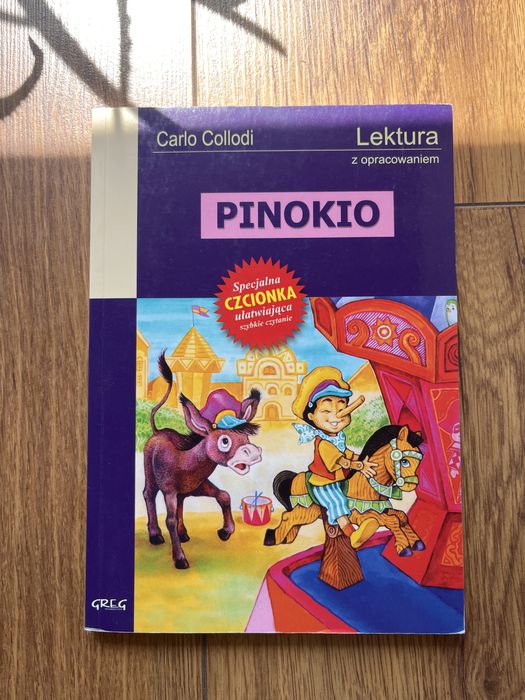 Carlo Collodi
Lektura
z opracowaniem
PINOKIO
Specjalna
CZCIONKA
ułatwiająca
szybkie czytanie
GREG